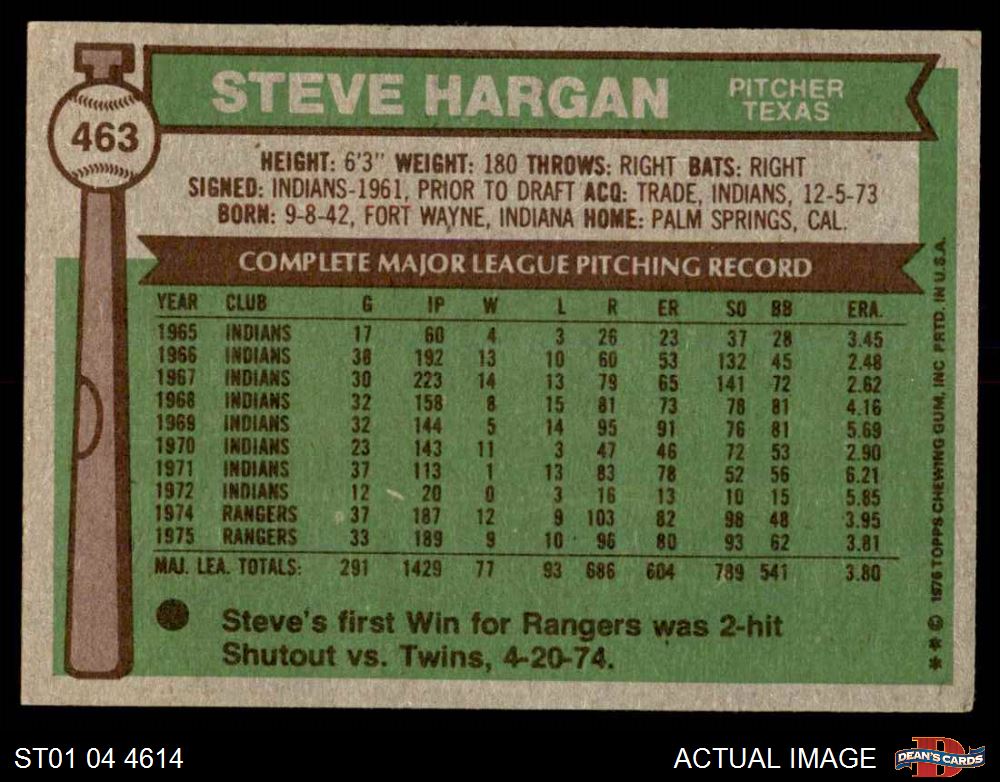 463
STEVE HARGAN PITCHER
TEXAS
HEIGHT: 6'3" WEIGHT: 180 THROWS: RIGHT BATS: RIGHT
SIGNED: INDIANS-1961, PRIOR TO DRAFT ACQ: TRADE, INDIANS, 12-5-73
BORN: 9-8-42, FORT WAYNE, INDIANA HOME: PALM SPRINGS, CAL.
COMPLETE MAJOR LEAGUE PITCHING RECORD
YEAR CLUB G IP W L R ER SO BB ERA.
1965 INDIANS 17 60 4 3 26 23 37 28 3.45
1966 INDIANS 38 192 13 10 60 53 132 45 2.48
1967 INDIANS 30 223 14 13 79 65 141 72 2.62
1968 INDIANS 32 158 8 15 81 73 78 81 4.16
1969 INDIANS 32 144 5 14 95 91 76 81 5.69
1970 INDIANS 23 143 11 3 47 46 72 53 2.90
1971 INDIANS 37 113 1 13 83 78 52 56 6.21
1972 INDIANS 12 20 0 3 16 13 10 15 5.85
1974 RANGERS 37 187 12 9 103 82 98 48 3.95
1975 RANGERS 33 189 9 10 96 80 93 62 3.81
MAJ. LEA. TOTALS: 291 1429 77 93 686 604 789 541 3.80
Steve's first Win for Rangers was 2-hit
Shutout vs. Twins, 4-20-74.
** © 1976 TOPPS CHEWING GUM, INC PRTD. IN U.S.A.
ST01 04 4614
ACTUAL IMAGE
D
DEAN'S CARDS